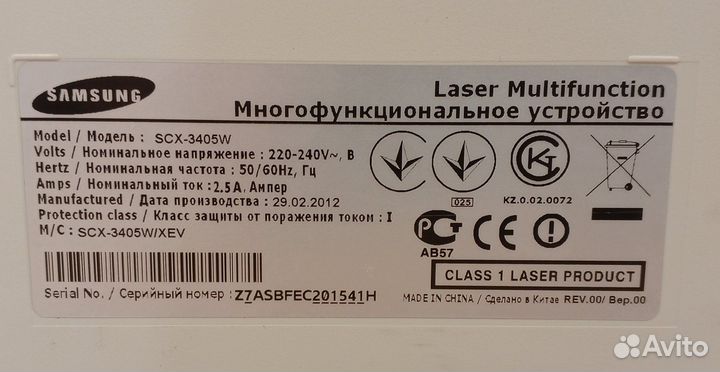 SAMSUNG
Laser Multifunction
Многофункциональное устройство
Model / Модель : SCX-3405W
Volts / Номинальное напряжение : 220-240V~, В
Hertz / Номинальная частота : 50/60Hz, Гц
Amps / Номинальный ток : 2.5A, Ампер
Manufactured / Дата производства : 29.02.2012
Protection class / Класс защиты от поражения током : I
M/C : SCX-3405W/XEV
025
KZ.0.02.0072
PCT
AB57
CE
CLASS 1 LASER PRODUCT
Serial No. / Серийный номер : Z7ASBFEC201541H
MADE IN CHINA / Сделано в Китае REV.00/ Вер.00
Avito